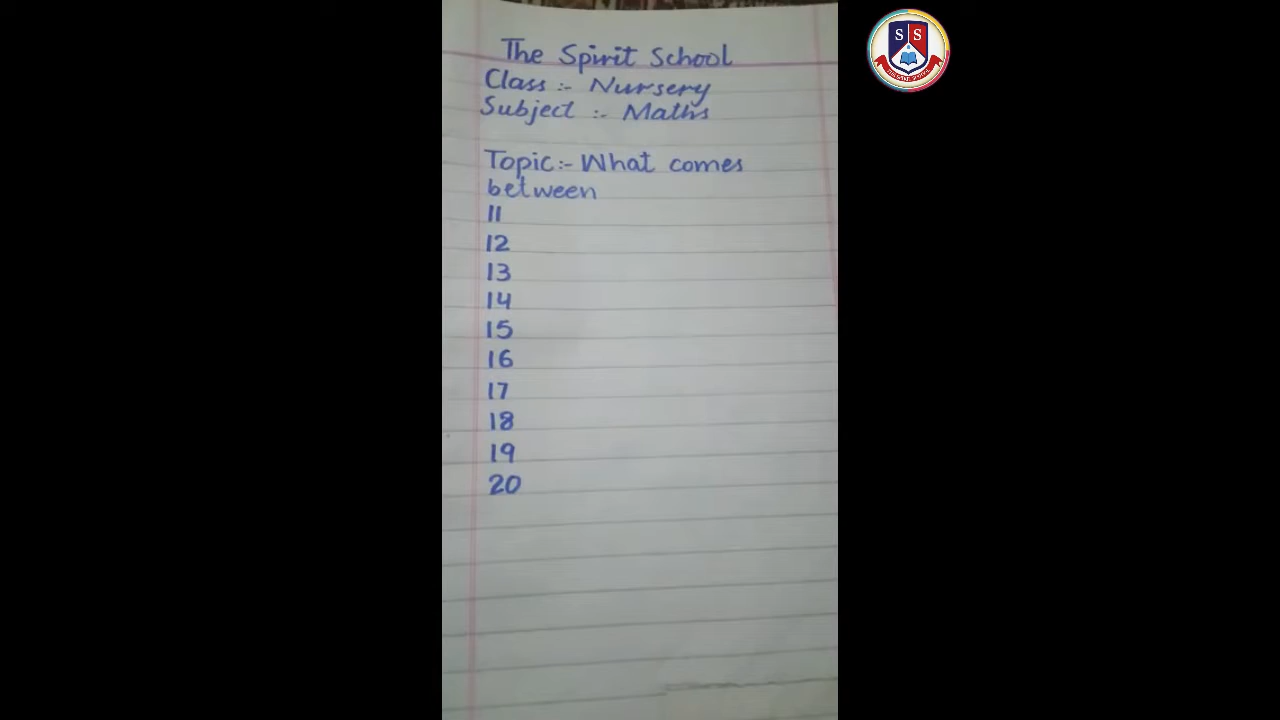 The Spirit School
Class :- Nursery
Subject :- Maths
Topic :- What comes
between
11
12
13
14
15
16
17
18
19
20
S S